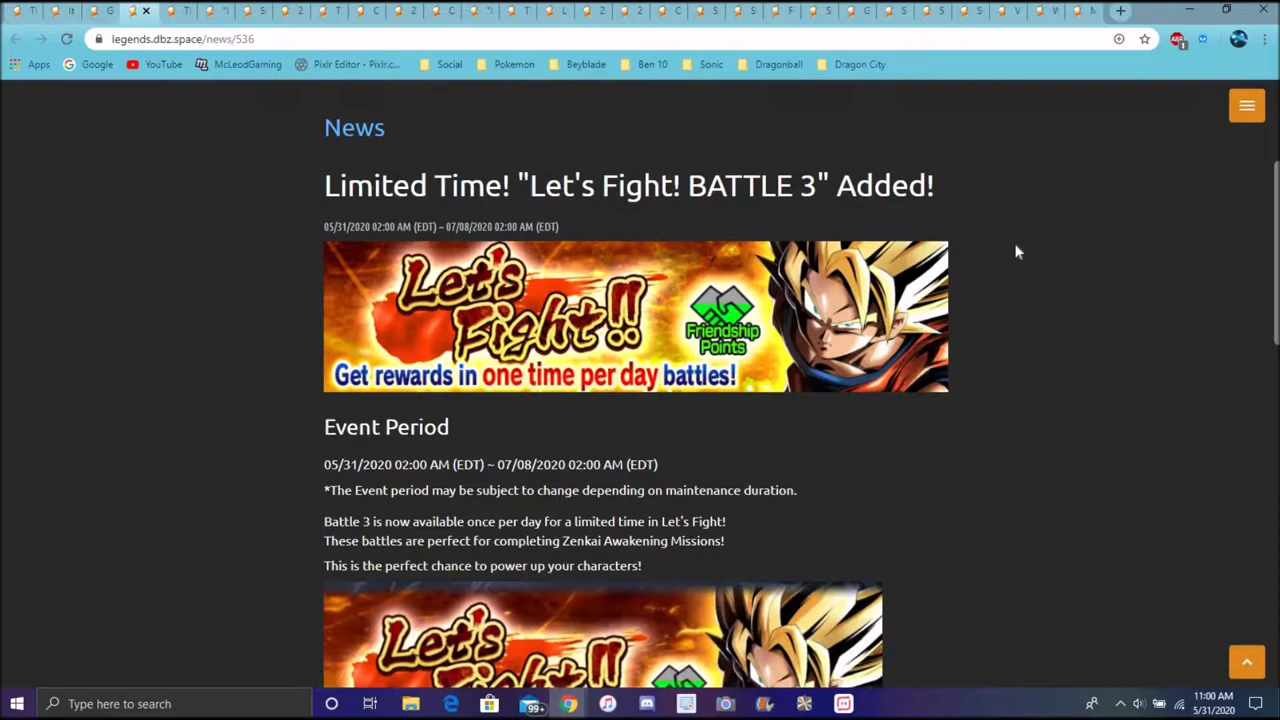 legends.dbz.space/news/536
Apps
Google
YouTube
McLeodGaming
Pixlr Editor - Pixlr.c...
Social
Pokemon
Beyblade
Ben 10
Sonic
Dragonball
Dragon City
News
Limited Time! "Let's Fight! BATTLE 3" Added!
05/31/2020 02:00 AM (EDT) ~ 07/08/2020 02:00 AM (EDT)
Let's
Fight!!
Friendship
Points
Get rewards in one time per day battles!
Event Period
05/31/2020 02:00 AM (EDT) ~ 07/08/2020 02:00 AM (EDT)
*The Event period may be subject to change depending on maintenance duration.
Battle 3 is now available once per day for a limited time in Let's Fight!
These battles are perfect for completing Zenkai Awakening Missions!
This is the perfect chance to power up your characters!
Let's
Fight!!
Type here to search
99+
11:00 AM
5/31/2020